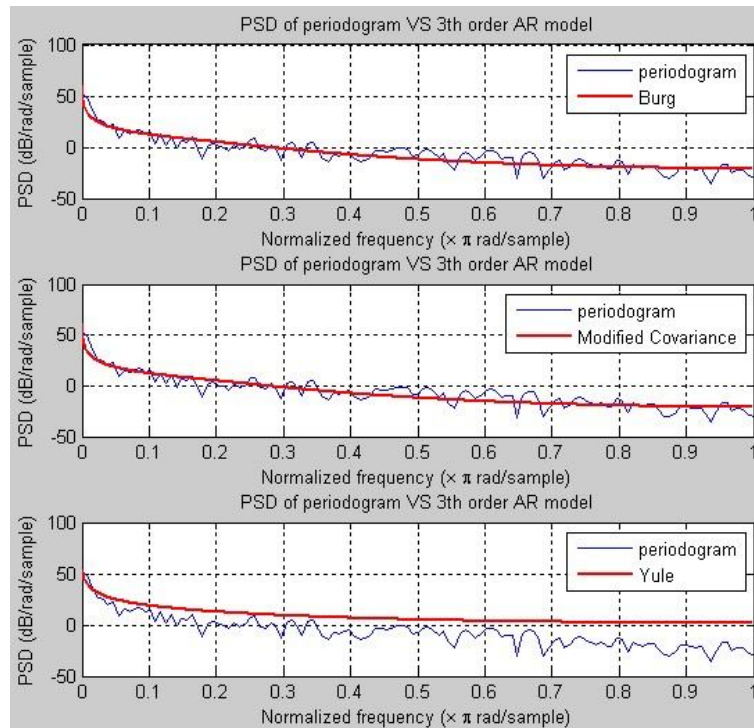 PSD of periodogram VS 3th order AR model
100
50
0
-50
PSD (dB/rad/sample)
periodogram
Burg
0 0.1 0.2 0.3 0.4 0.5 0.6 0.7 0.8 0.9 1
Normalized frequency (× π rad/sample)
PSD of periodogram VS 3th order AR model
100
50
0
-50
PSD (dB/rad/sample)
periodogram
Modified Covariance
0 0.1 0.2 0.3 0.4 0.5 0.6 0.7 0.8 0.9 1
Normalized frequency (× π rad/sample)
PSD of periodogram VS 3th order AR model
100
50
0
-50
PSD (dB/rad/sample)
periodogram
Yule
0 0.1 0.2 0.3 0.4 0.5 0.6 0.7 0.8 0.9 1
Normalized frequency (× π rad/sample)